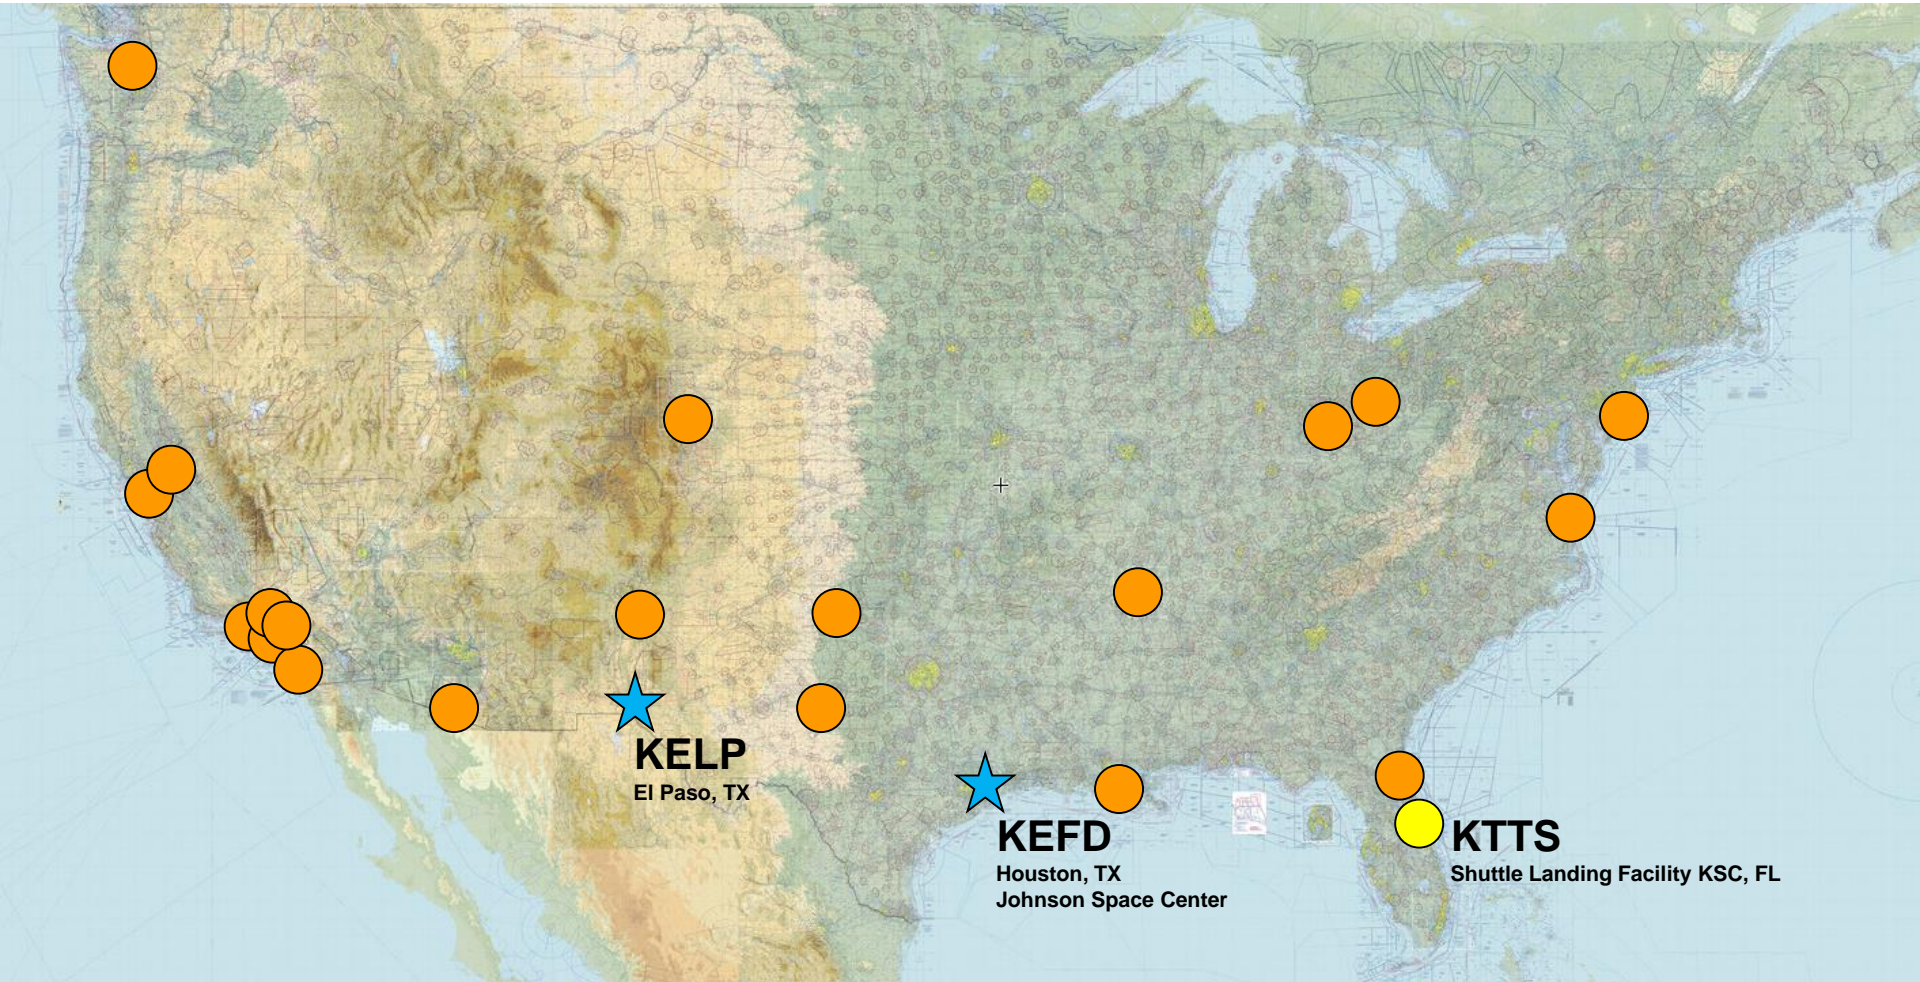 KELP
El Paso, TX
KEFD
Houston, TX
Johnson Space Center
KTTS
Shuttle Landing Facility KSC, FL